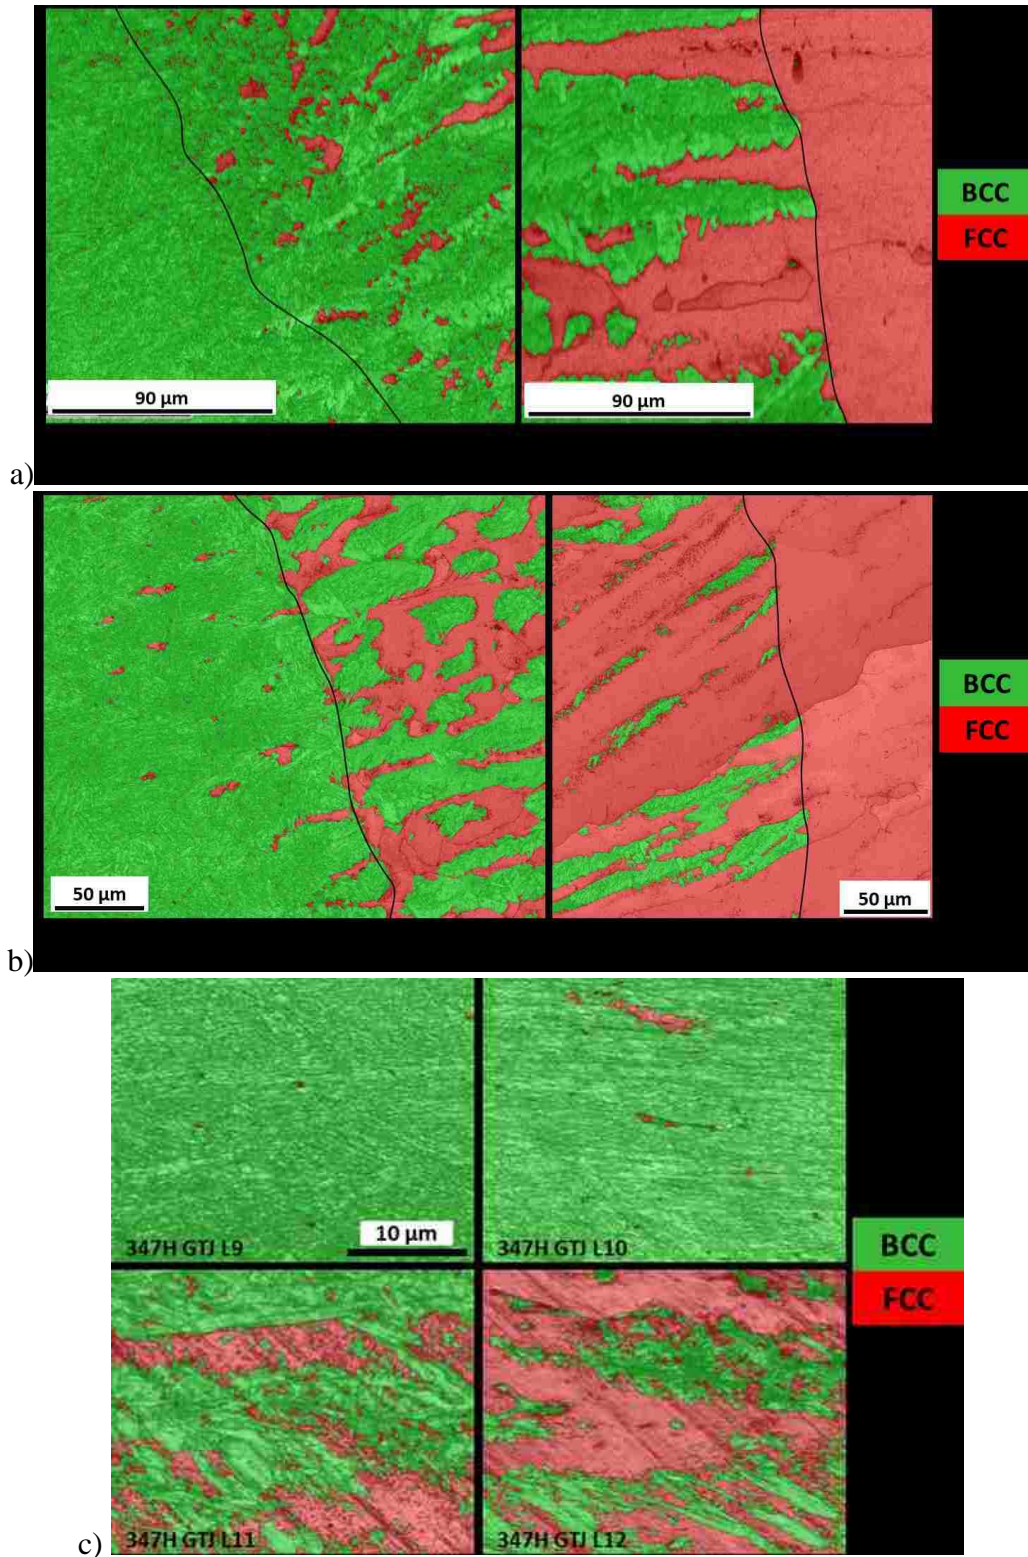 BCC
FCC
90 µm
90 µm
a)
BCC
FCC
50 µm
50 µm
b)
347H GTJ L9
10 µm
347H GTJ L10
BCC
FCC
347H GTJ L11
347H GTJ L12
c)